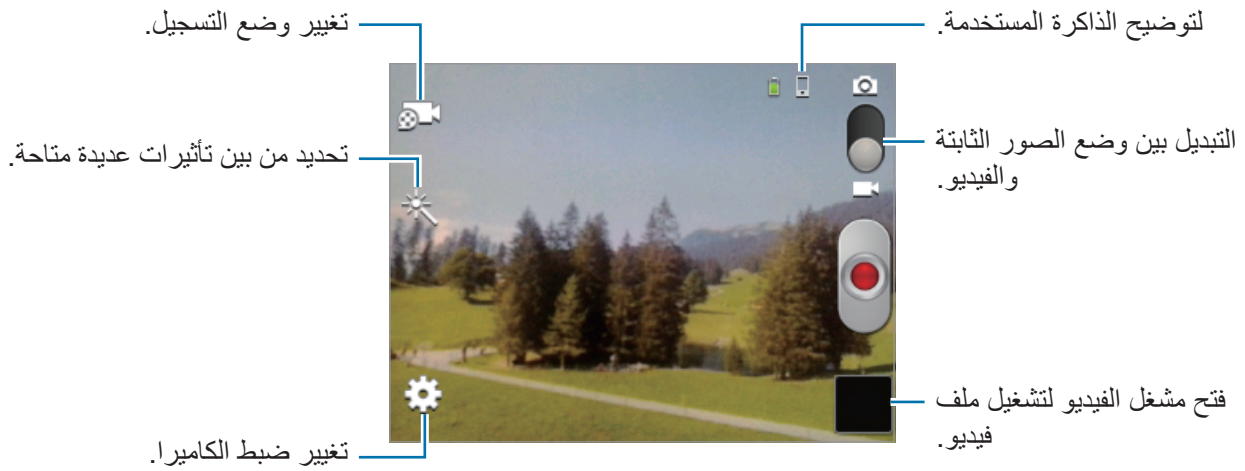 لتوضيح الذاكرة المستخدمة.
تغيير وضع التسجيل.
التبديل بين وضع الصور الثابتة
والفيديو.
تحديد من بين تأثيرات عديدة متاحة.
فتح مشغل الفيديو لتشغيل ملف
فيديو.
تغيير ضبط الكاميرا.